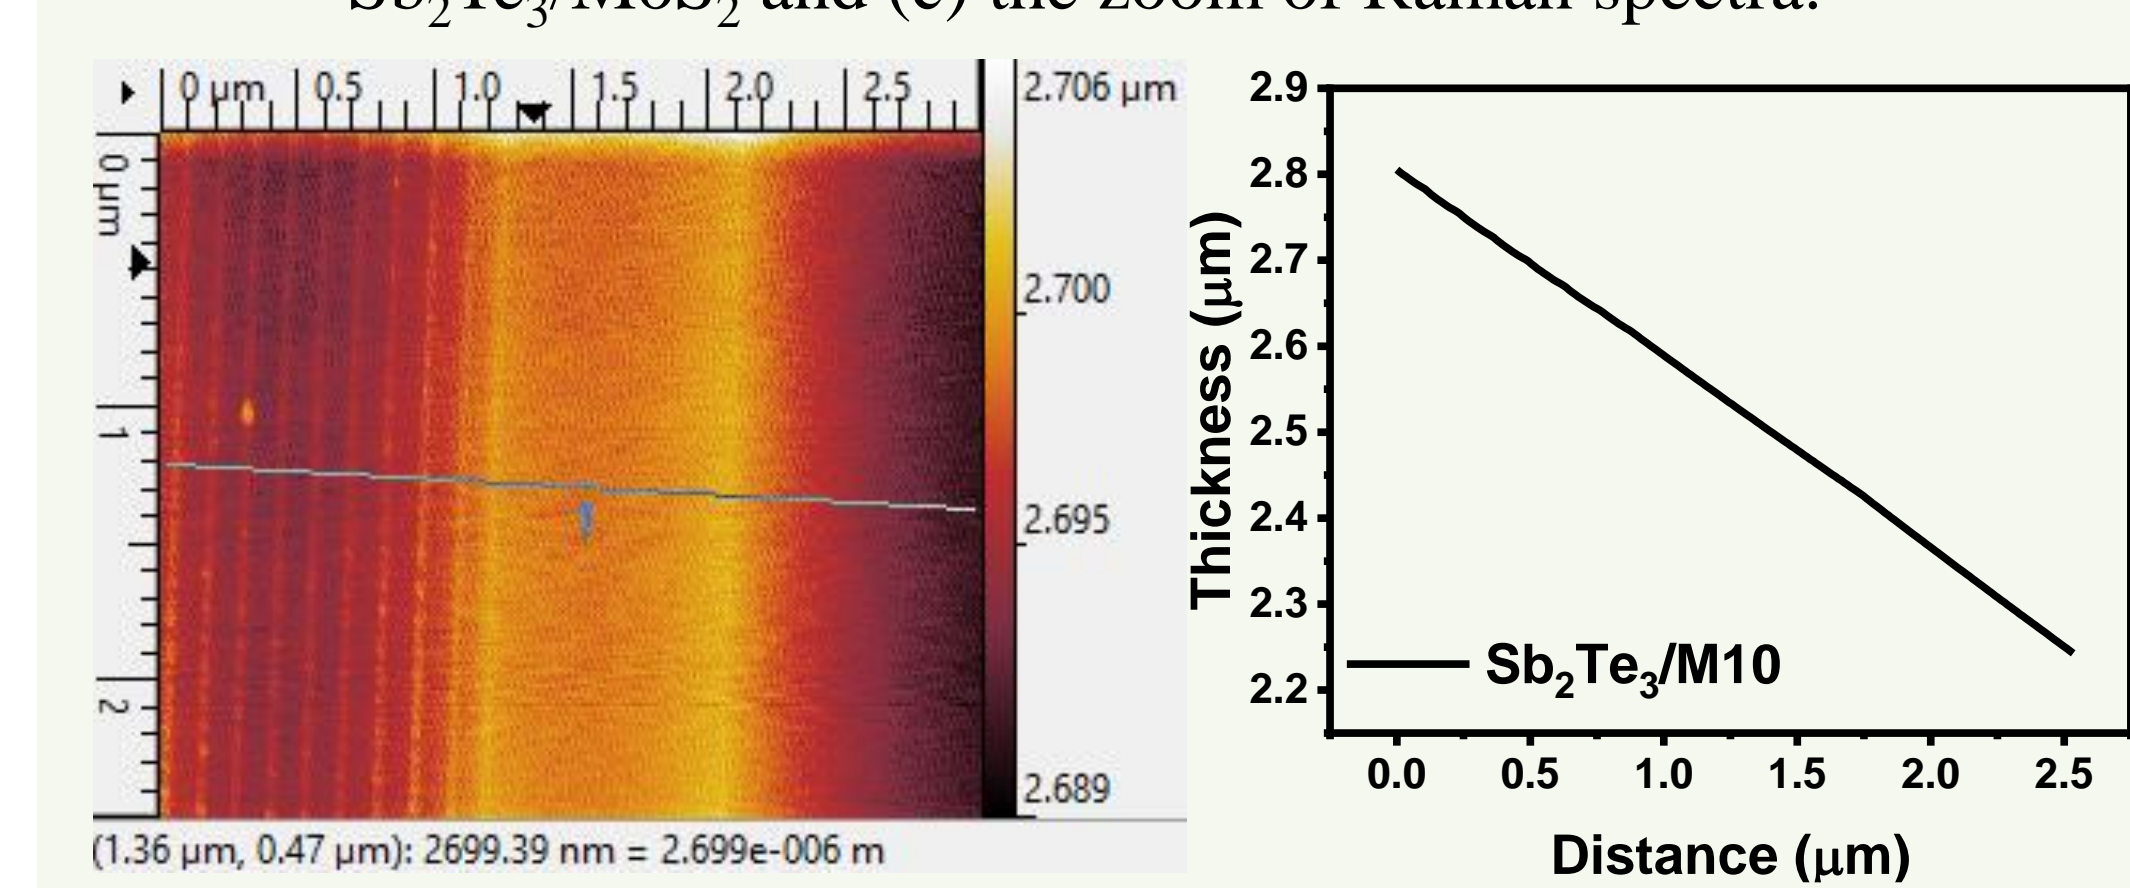 Sb2Te3/MoS2 and (c) the zoom of Raman spectra.
0 µm 0.5 1.0 1.5 2.0 2.5
0 µm
1
2
2.706 µm
2.700
2.695
2.689
1
(1.36 µm, 0.47 µm): 2699.39 nm = 2.699e-006 m
Thickness (μm)
2.9
2.8
2.7
2.6
2.5
2.4
2.3
2.2
Sb2Te3/M10
0.0 0.5 1.0 1.5 2.0 2.5
Distance (μm)